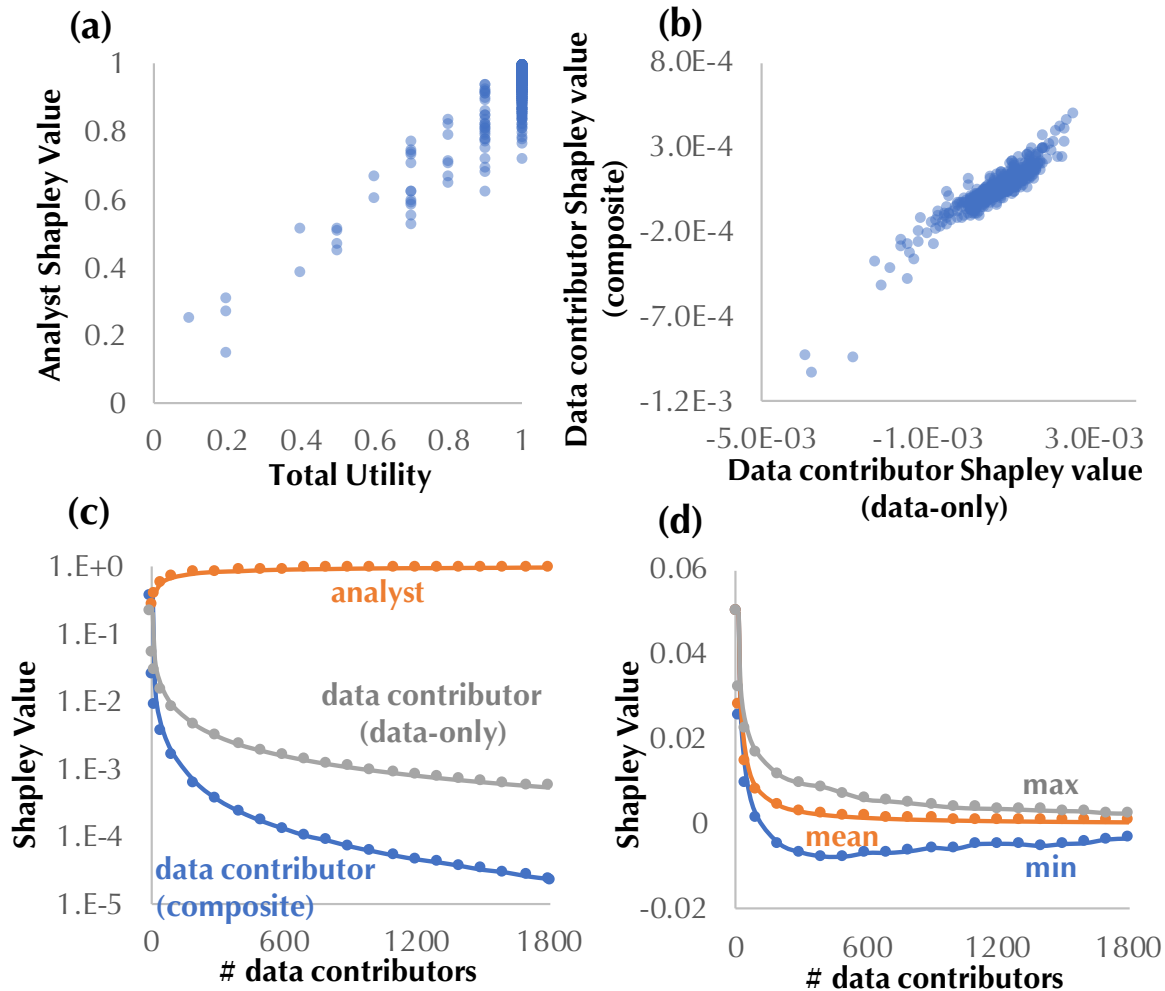 (a)
Analyst Shapley Value
1
0.8
0.6
0.4
0.2
0
0 0.2 0.4 0.6 0.8 1
Total Utility
(b)
Data contributor Shapley value
(composite)
8.0E-4
3.0E-4
-2.0E-4
-7.0E-4
-1.2E-3
-5.0E-03 -1.0E-03 3.0E-03
Data contributor Shapley value
(data-only)
(c)
Shapley Value
1.E+0
1.E-1
1.E-2
1.E-3
1.E-4
1.E-5
analyst
data contributor
(data-only)
data contributor
(composite)
0 600 1200 1800
# data contributors
(d)
Shapley Value
0.06
0.04
0.02
0
-0.02
max
mean
min
0 600 1200 1800
# data contributors